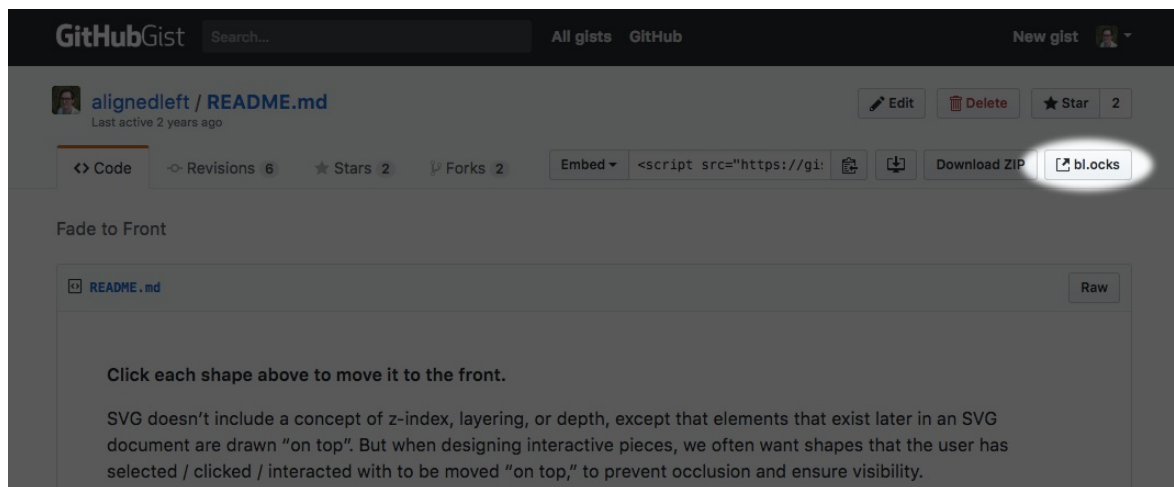 GitHubGist Search... All gists GitHub New gist
alignedleft / README.md Edit Delete Star 2
Last active 2 years ago
<> Code Revisions 6 Stars 2 Forks 2 Embed <script src="https://gi Download ZIP bl.ocks
Fade to Front
README.md Raw
Click each shape above to move it to the front.
SVG doesn’t include a concept of z-index, layering, or depth, except that elements that exist later in an SVG
document are drawn “on top”. But when designing interactive pieces, we often want shapes that the user has
selected / clicked / interacted with to be moved “on top,” to prevent occlusion and ensure visibility.